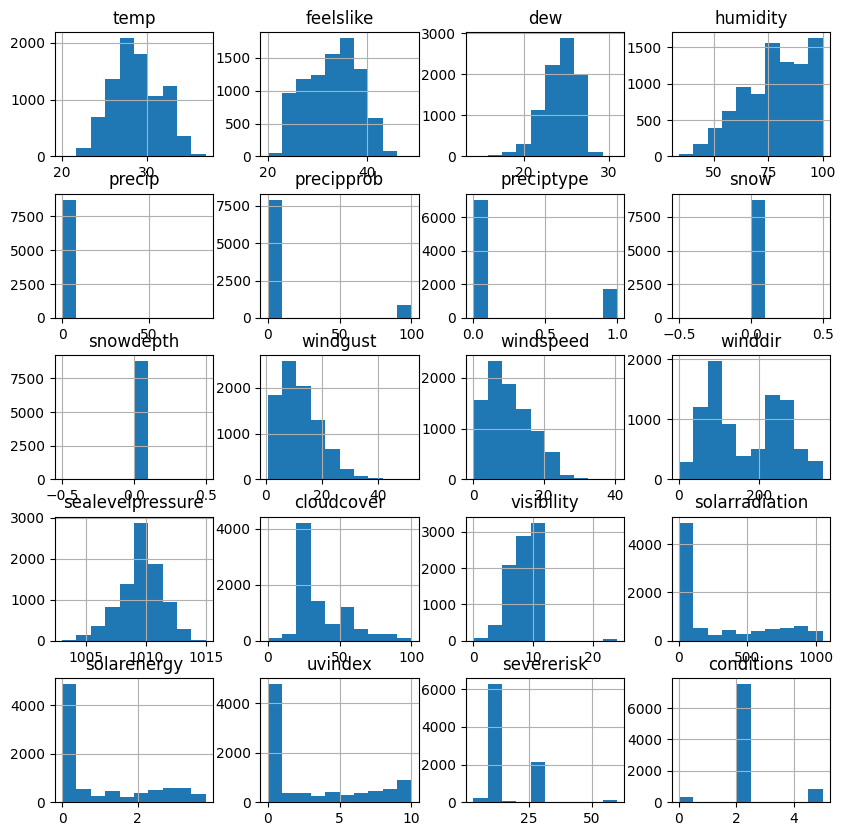 temp feelslike dew humidity
2000 1500 3000 1500
1000 1000 2000 1000
500 1000 500
0 0 0 0
20 30 20 40 20 30 50 75 100
precip precipprob preciptype snow
7500 7500 6000 7500
5000 5000 4000 5000
2500 2500 2000 2500
0 0 0 0
0 50 0 50 100 0.0 0.5 1.0 −0.5 0.0 0.5
snowdepth windgust windspeed winddir
7500 2000 2000 2000
5000 1000 1000 1000
2500
0 0 0 0
−0.5 0.0 0.5 0 20 40 0 20 40 0 200
sealevelpressure cloudcover visibility solarradiation
3000 4000 3000 4000
2000 2000 2000 2000
1000 1000
0 0 0 0
1005 1010 1015 0 50 100 0 10 20 0 500 1000
solarenergy uvindex severerisk conditions
4000 4000 6000 6000
2000 2000 4000 4000
2000 2000
0 0 0 0
0 2 0 5 10 25 50 0 2 4